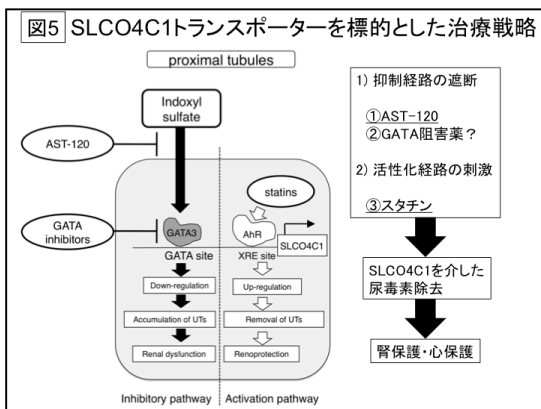 図5 SLCO4C1トランスポーターを標的とした治療戦略
proximal tubules
Indoxyl
sulfate
AST-120
statins
GATA
inhibitors
GATA3
AhR
SLCO4C1
GATA site
XRE site
Down-regulation
Up-regulation
Accumulation of UTs
Removal of UTs
Renal dysfunction
Renoprotection
Inhibitory pathway
Activation pathway
1) 抑制経路の遮断
①AST-120
②GATA阻害薬？
2) 活性化経路の刺激
③スタチン
SLCO4C1を介した
尿毒素除去
腎保護・心保護